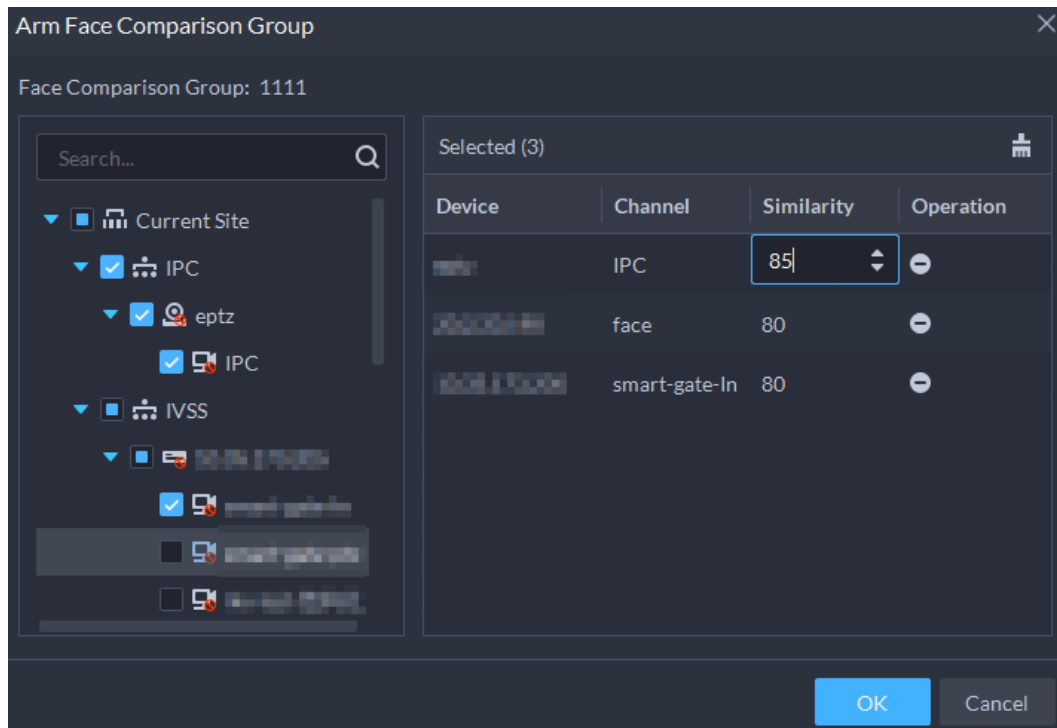 Arm Face Comparison Group
Face Comparison Group: 1111
Search...
Current Site
IPC
eptz
IPC
IVSS
Selected (3)
Device Channel Similarity Operation
IPC 85
face 80
smart-gate-In 80
OK Cancel